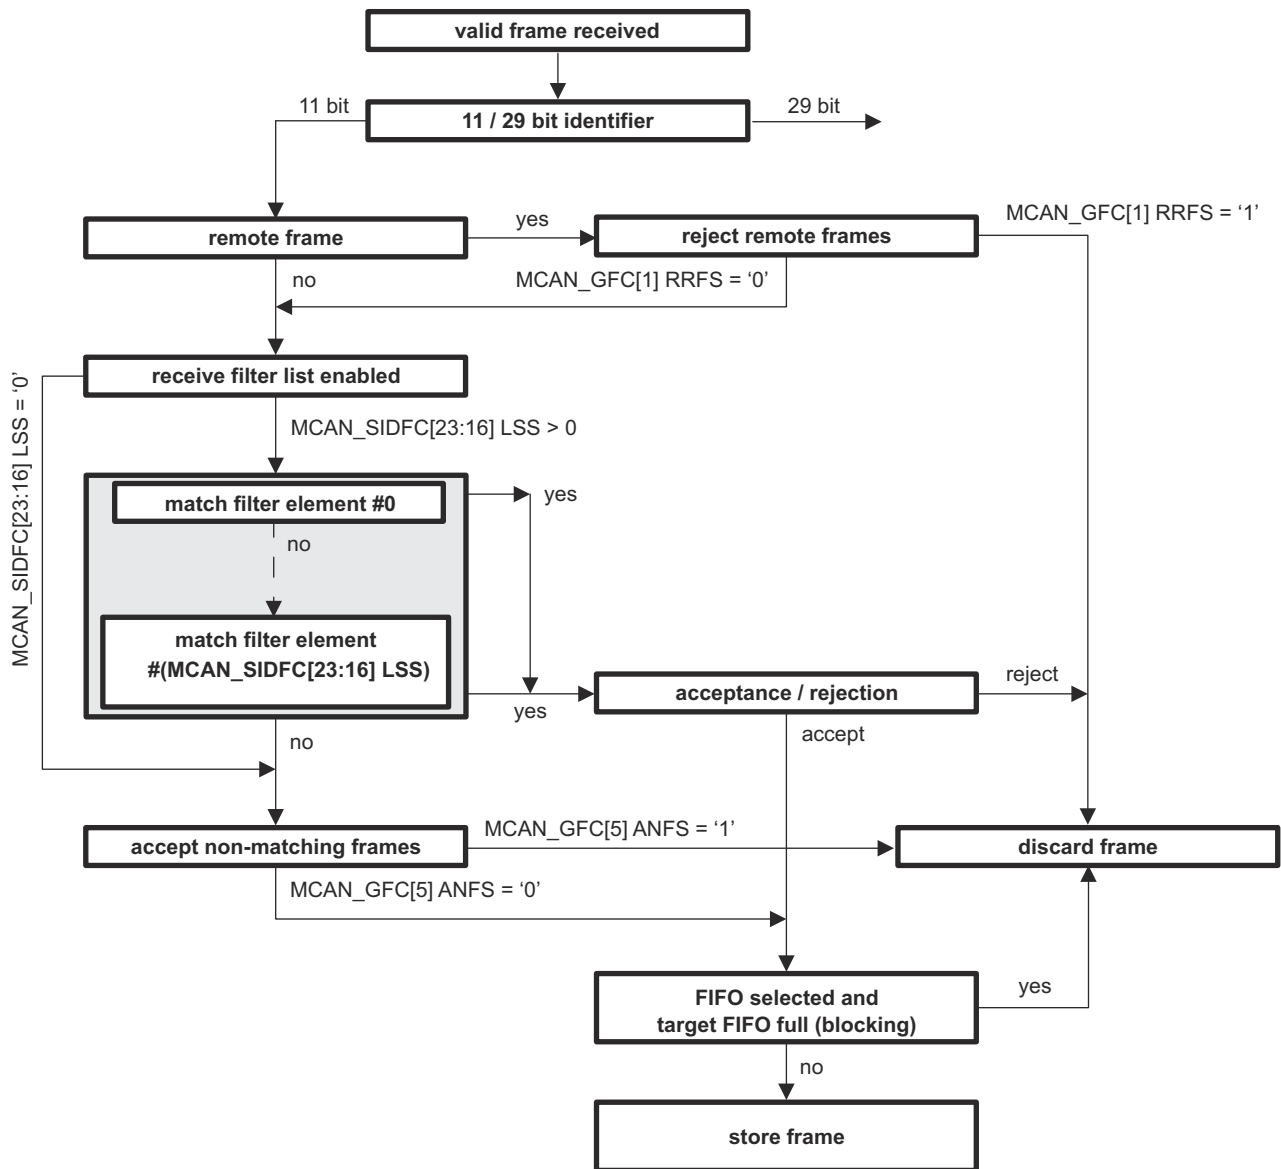 valid frame received
11 bit
11 / 29 bit identifier
29 bit
remote frame
yes
reject remote frames
MCAN_GFC[1] RRFS = ‘1’
no
MCAN_GFC[1] RRFS = ‘0’
receive filter list enabled
MCAN_SIDFC[23:16] LSS = ‘0’
MCAN_SIDFC[23:16] LSS > 0
match filter element #0
yes
no
match filter element
#(MCAN_SIDFC[23:16] LSS)
yes
acceptance / rejection
reject
no
accept
accept non-matching frames
MCAN_GFC[5] ANFS = ‘1’
discard frame
MCAN_GFC[5] ANFS = ‘0’
FIFO selected and
target FIFO full (blocking)
yes
no
store frame